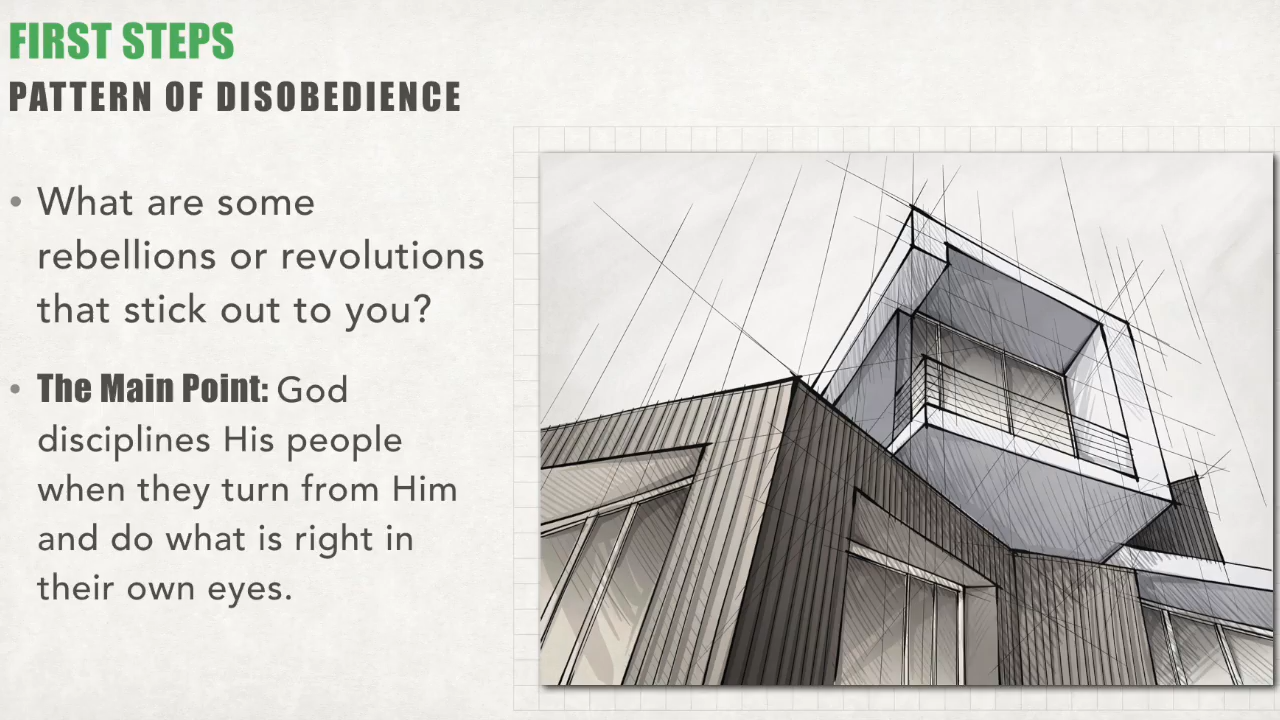 FIRST STEPS
PATTERN OF DISOBEDIENCE
• What are some
rebellions or revolutions
that stick out to you?
• The Main Point: God
disciplines His people
when they turn from Him
and do what is right in
their own eyes.